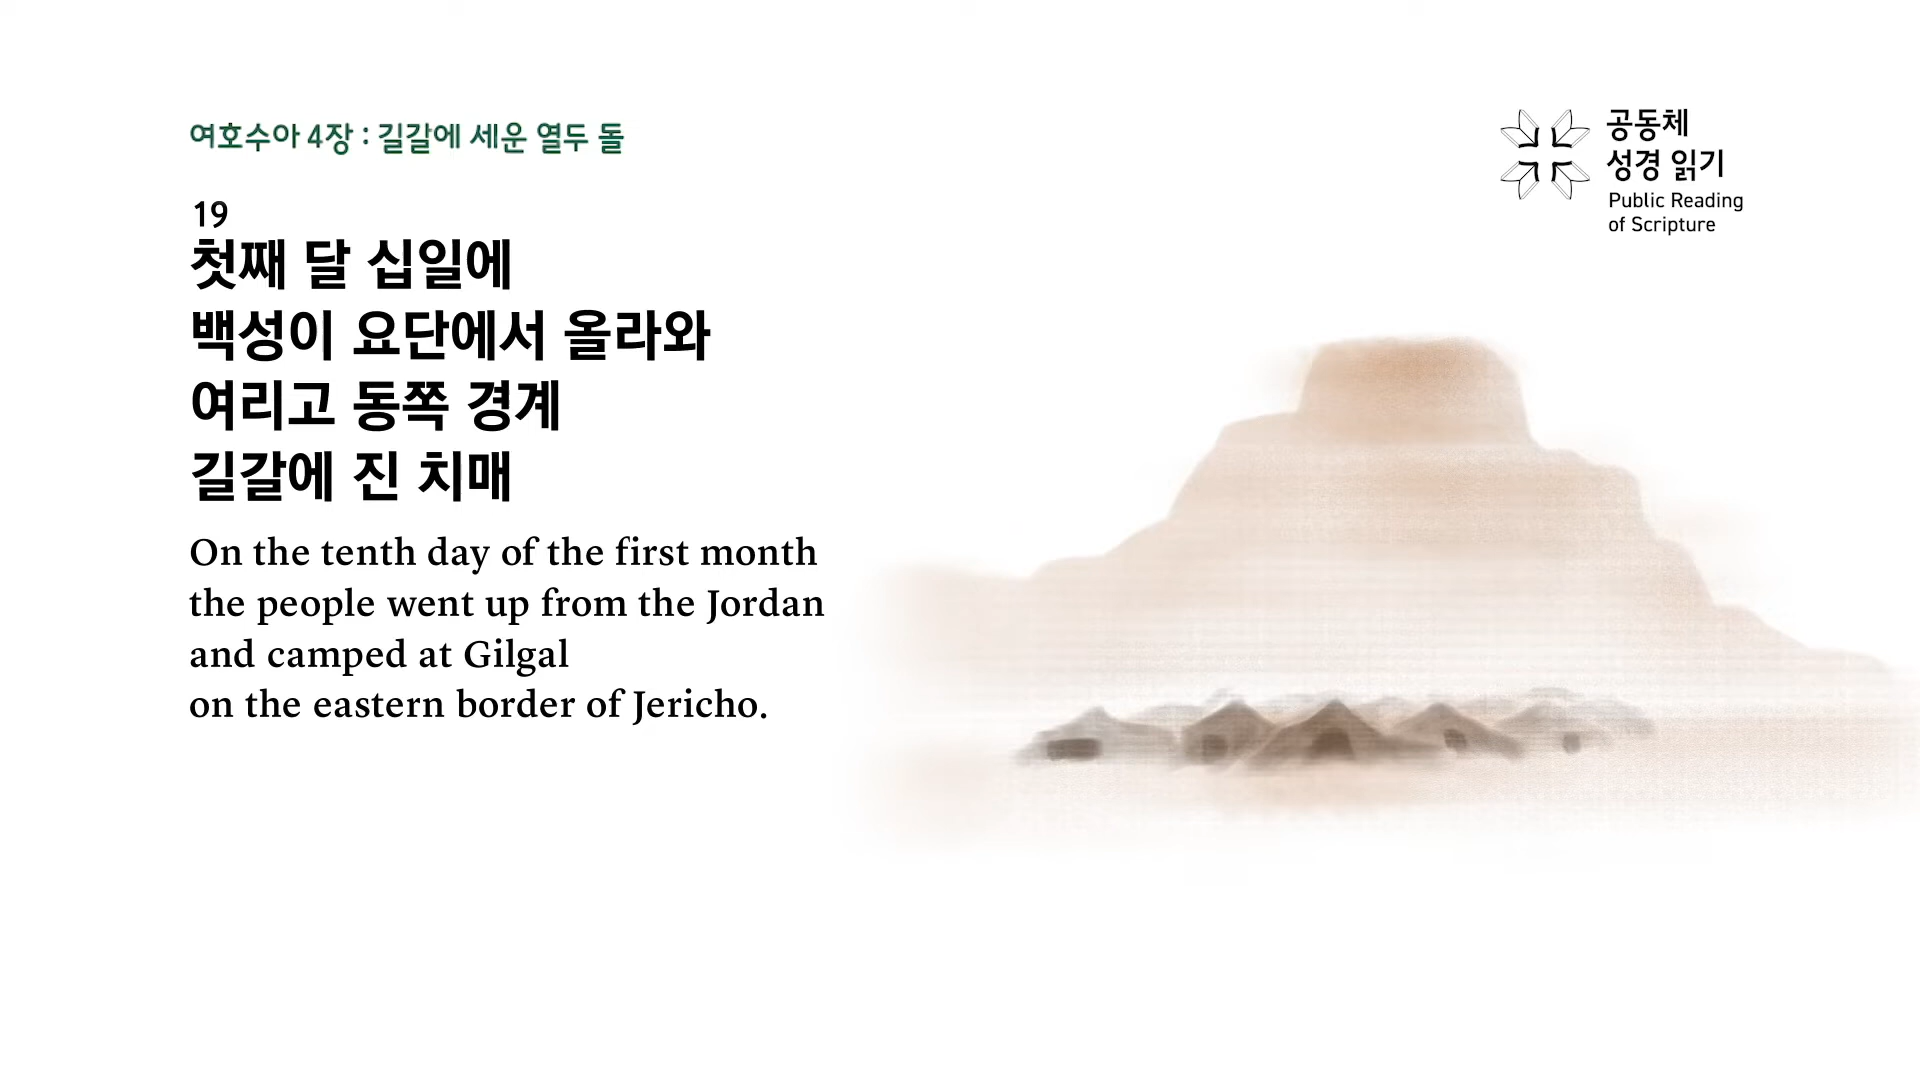 여호수아 4장 : 길갈에 세운 열두 돌
공동체
성경 읽기
Public Reading
of Scripture
19
첫째 달 십일에
백성이 요단에서 올라와
여리고 동쪽 경계
길갈에 진 치매
On the tenth day of the first month
the people went up from the Jordan
and camped at Gilgal
on the eastern border of Jericho.